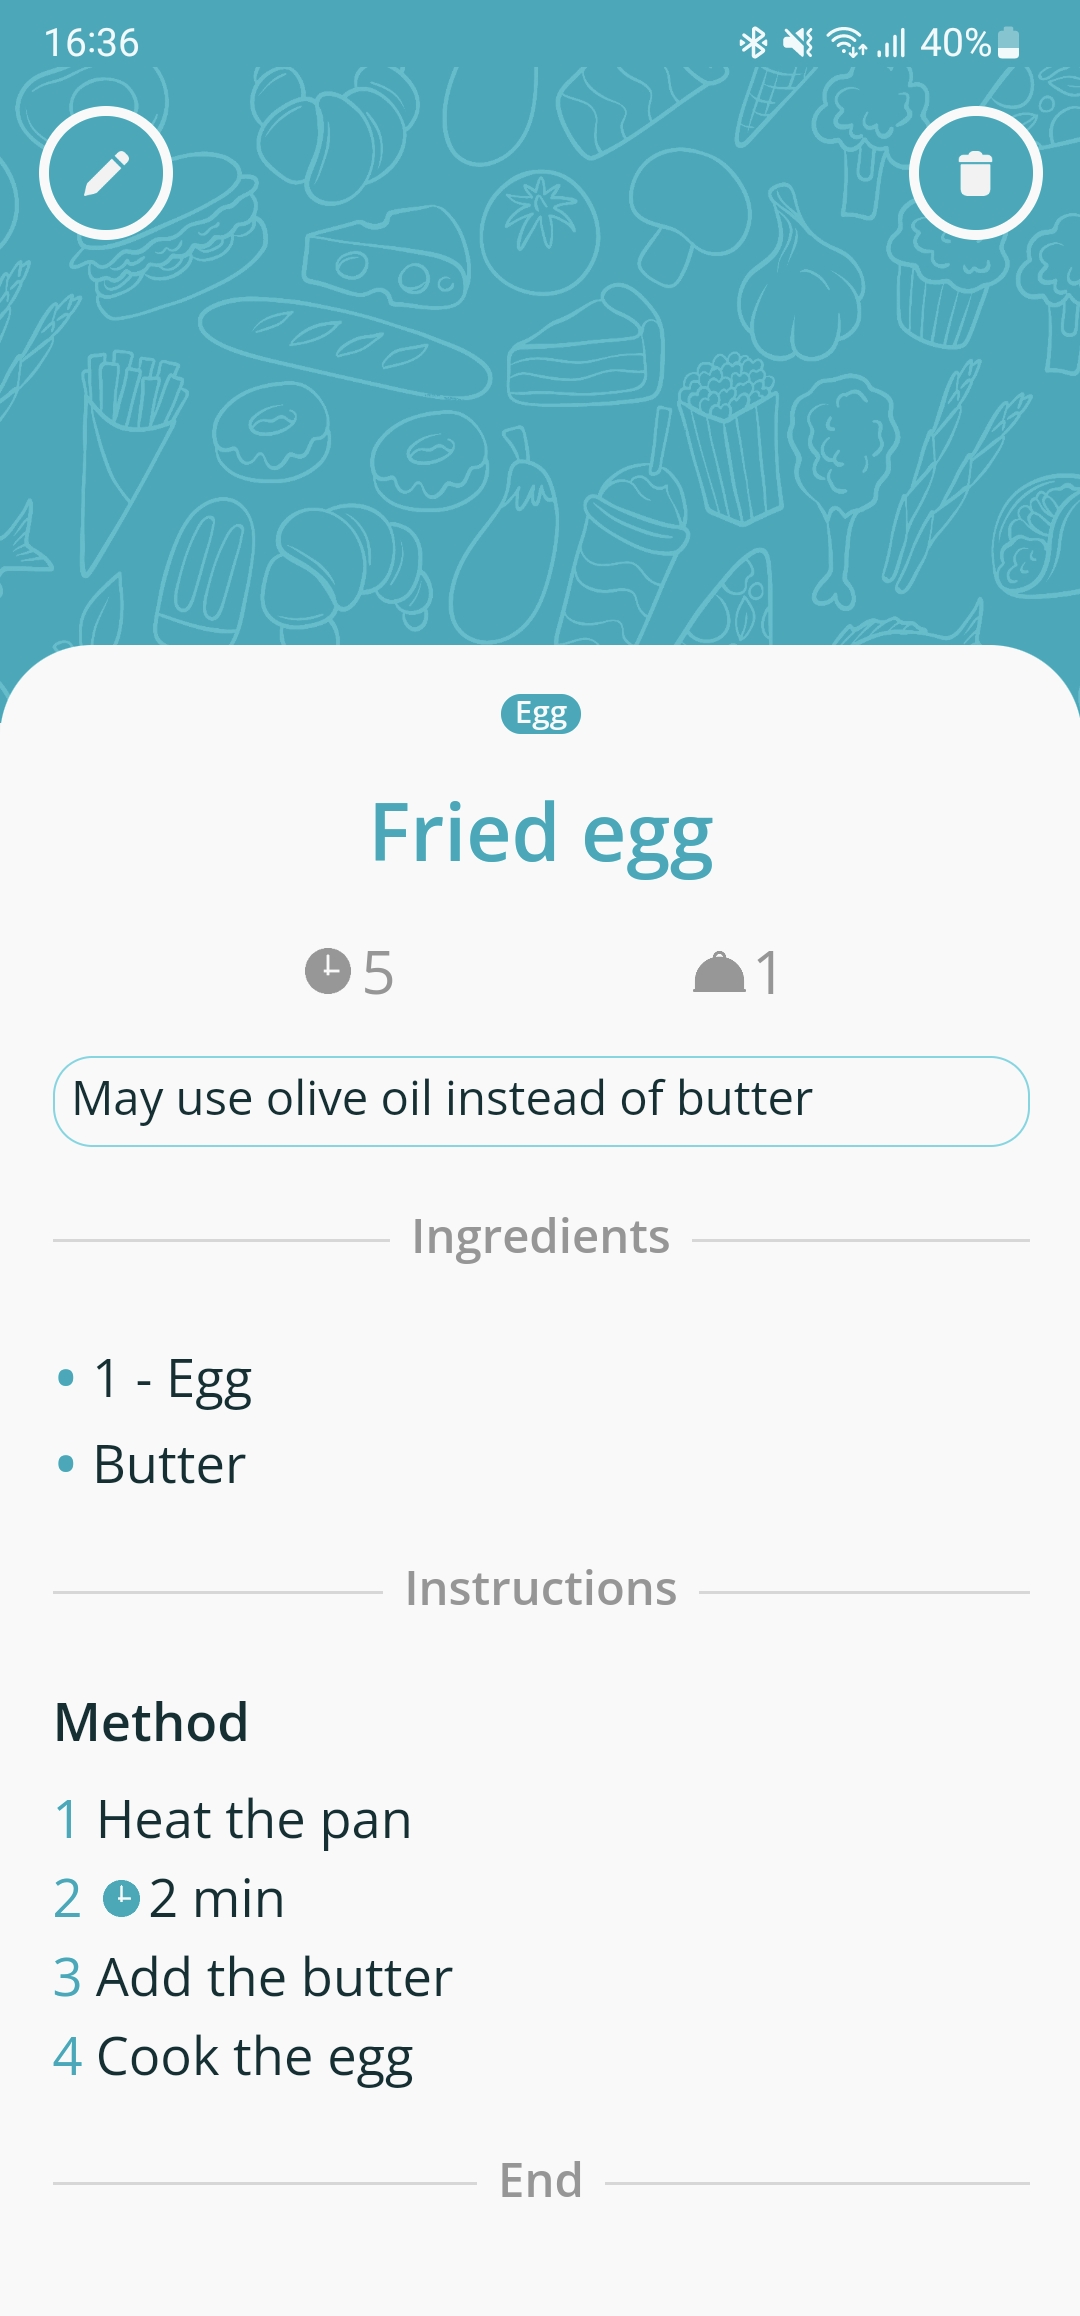 16:36 40%
Egg
Fried egg
5 1
May use olive oil instead of butter
Ingredients
• 1 - Egg
• Butter
Instructions
Method
1 Heat the pan
2 2 min
3 Add the butter
4 Cook the egg
End